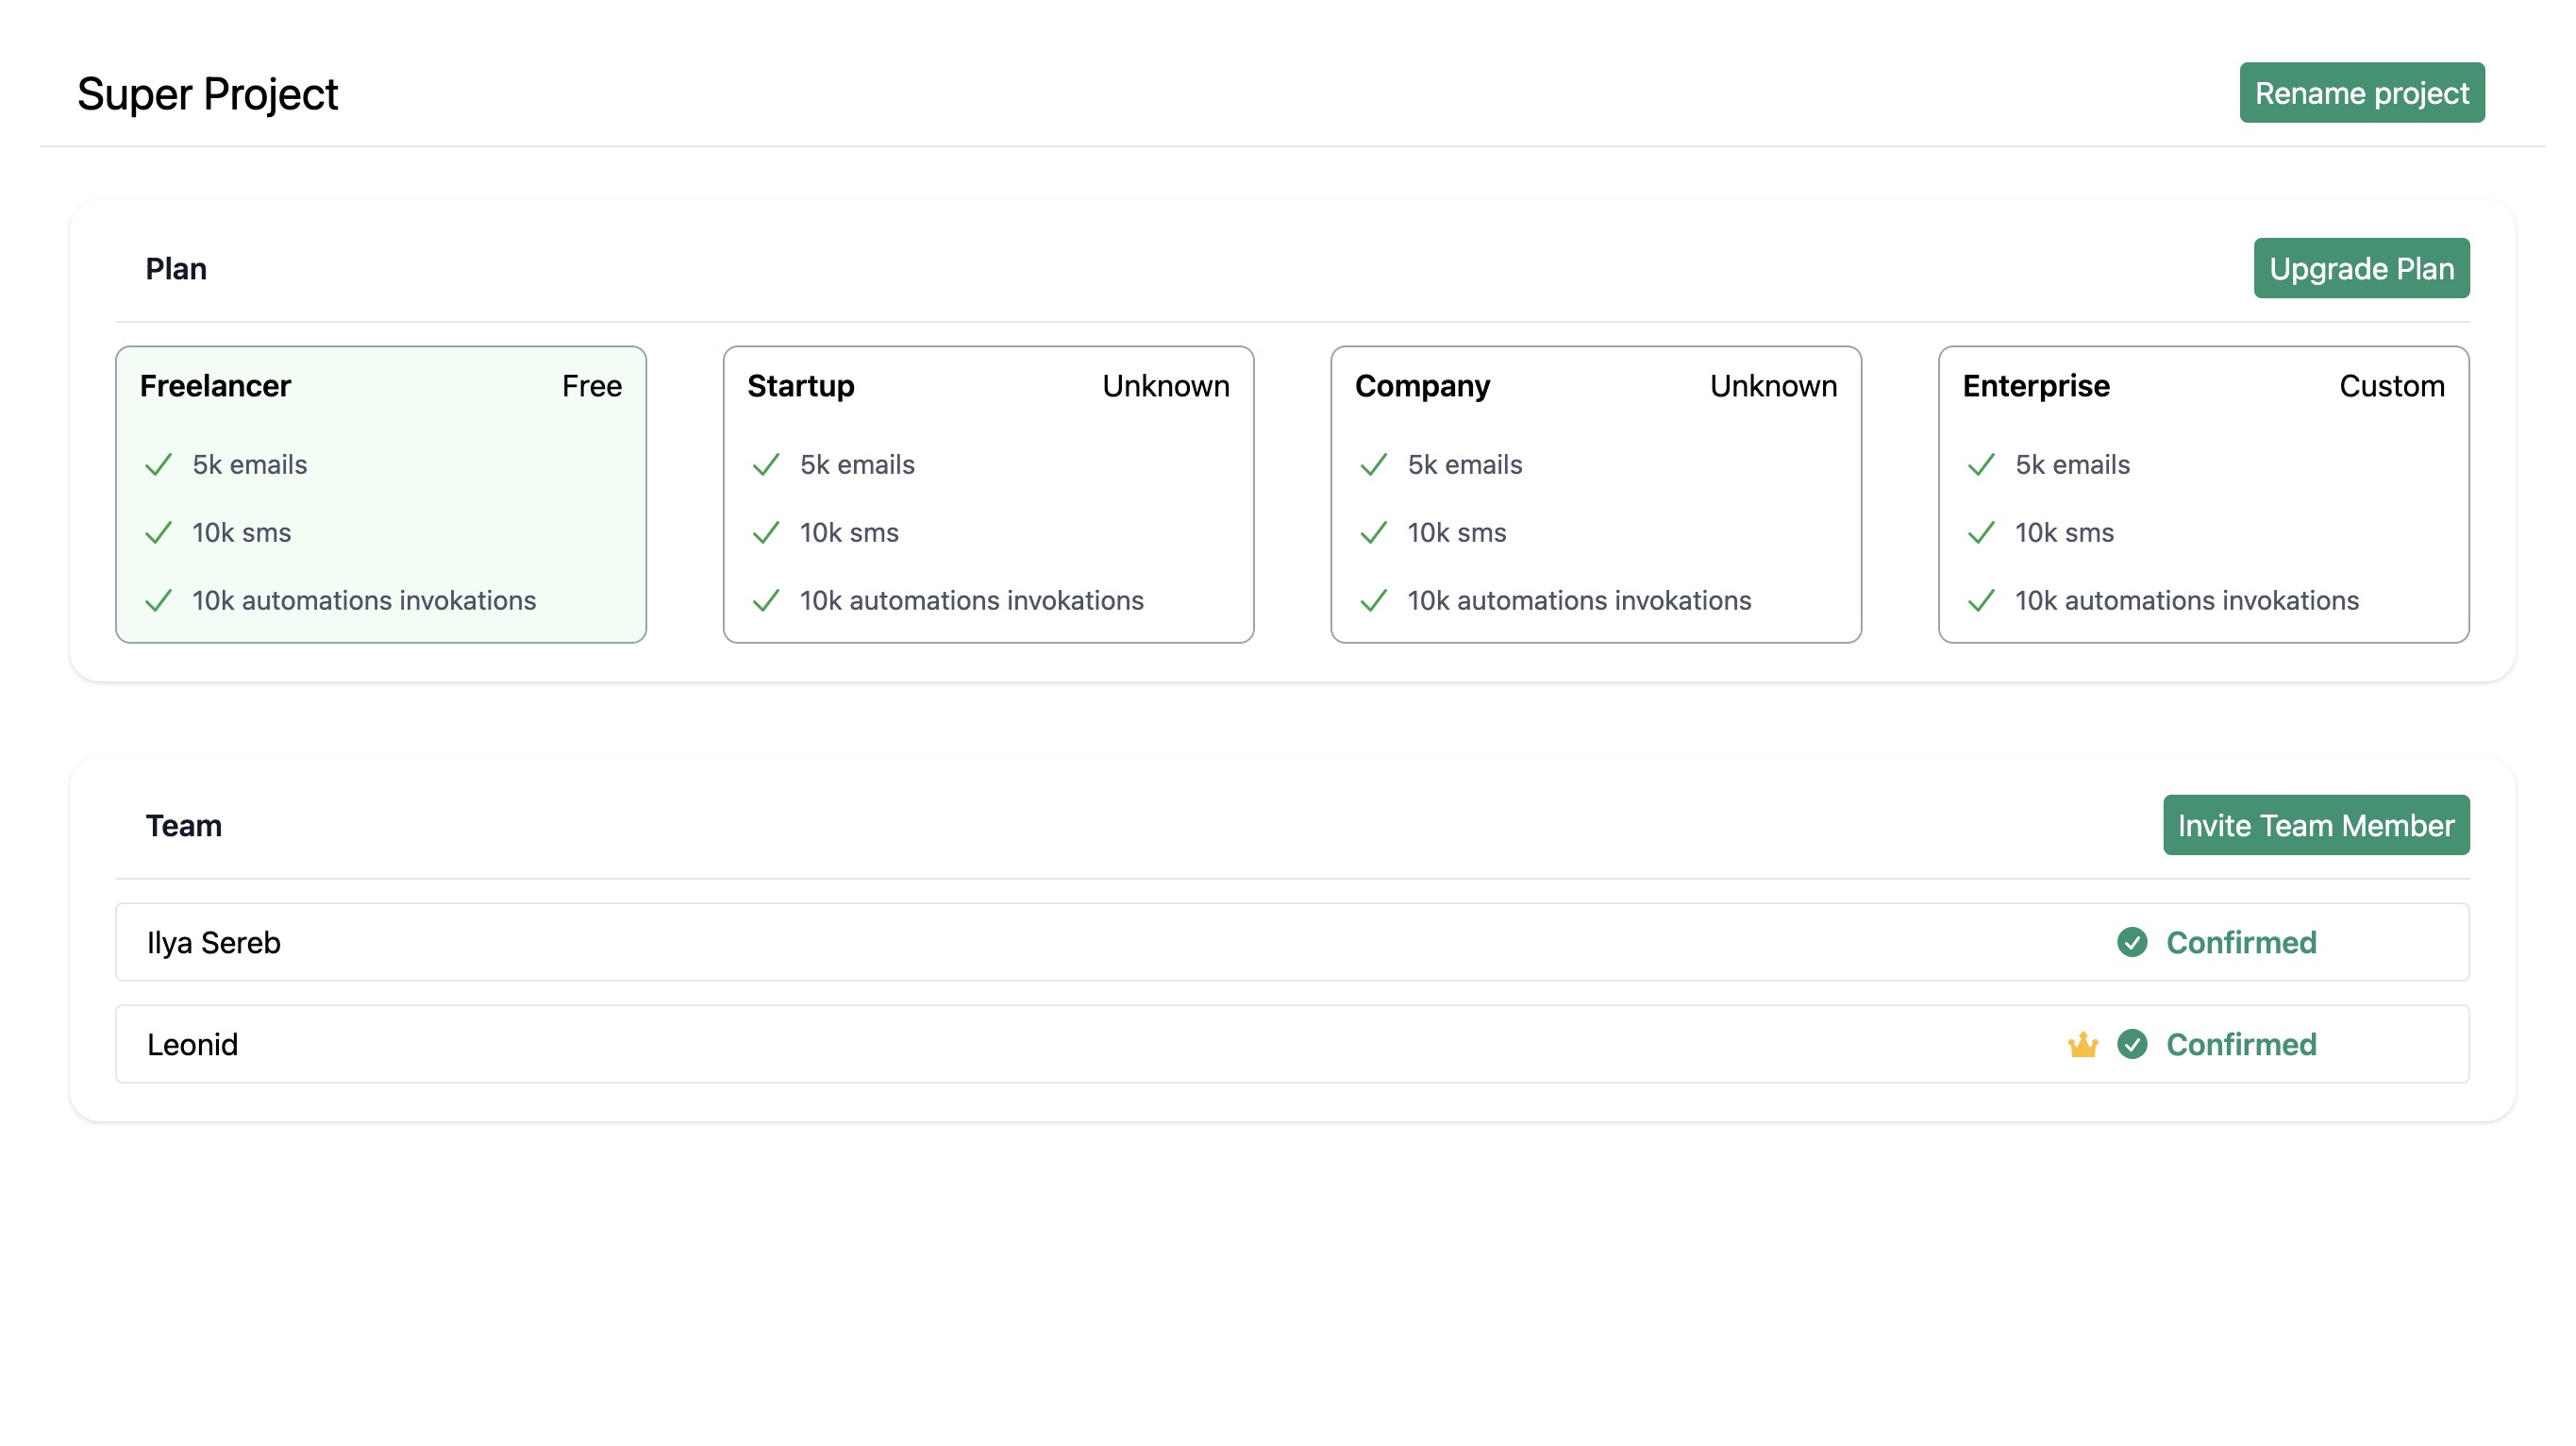 Super Project
Rename project
Plan
Upgrade Plan
Freelancer Free
5k emails
10k sms
10k automations invokations
Startup Unknown
5k emails
10k sms
10k automations invokations
Company Unknown
5k emails
10k sms
10k automations invokations
Enterprise Custom
5k emails
10k sms
10k automations invokations
Team
Invite Team Member
Ilya Sereb
Confirmed
Leonid
Confirmed